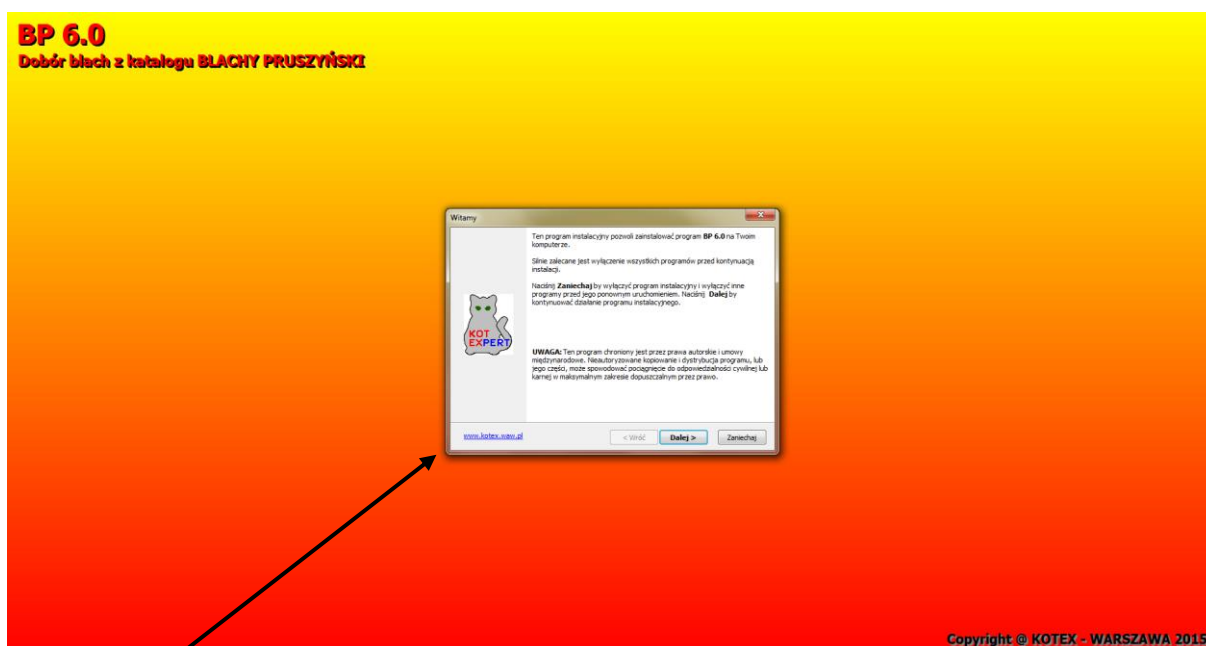 BP 6.0
Dobór blach z katalogu BLACHY PRUSZYŃSKI
Witamy
Ten program instalacyjny pozwoli zainstalować program BP 6.0 na Twoim
komputerze.
Silnie zalecane jest wyłączenie wszystkich programów przed kontynuacją
instalacji.
Naciśnij Zaniechaj by wyłączyć program instalacyjny i wyłączyć inne
programy przed jego ponownym uruchomieniem. Naciśnij Dalej by
kontynuować działanie programu instalacyjnego.
KOT
EXPERT
UWAGA: Ten program chroniony jest przez prawa autorskie i umowy
międzynarodowe. Nieautoryzowane kopiowanie i dystrybucja programu, lub
jego części, może spowodować pociągnięcie do odpowiedzialności cywilnej lub
karnej w maksymalnym zakresie dopuszczalnym przez prawo.
www.kotex.waw.pl
< Wróć Dalej > Zaniechaj
Copyright @ KOTEX - WARSZAWA 2015